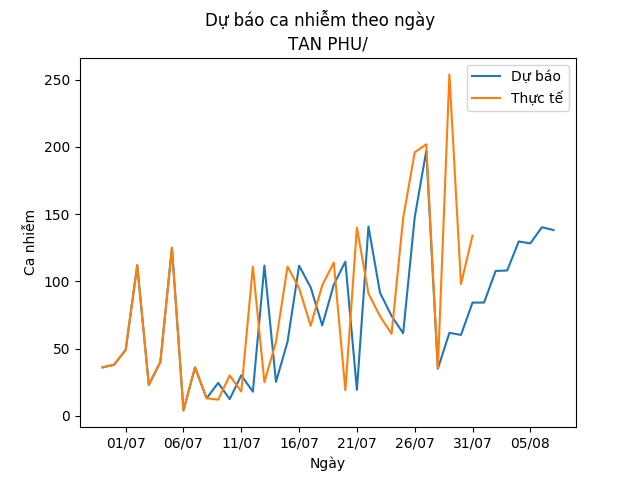 Dự báo ca nhiễm theo ngày
TAN PHU/
Dự báo
Thực tế
250
200
150
100
50
0
Ca nhiễm
01/07 06/07 11/07 16/07 21/07 26/07 31/07 05/08
Ngày